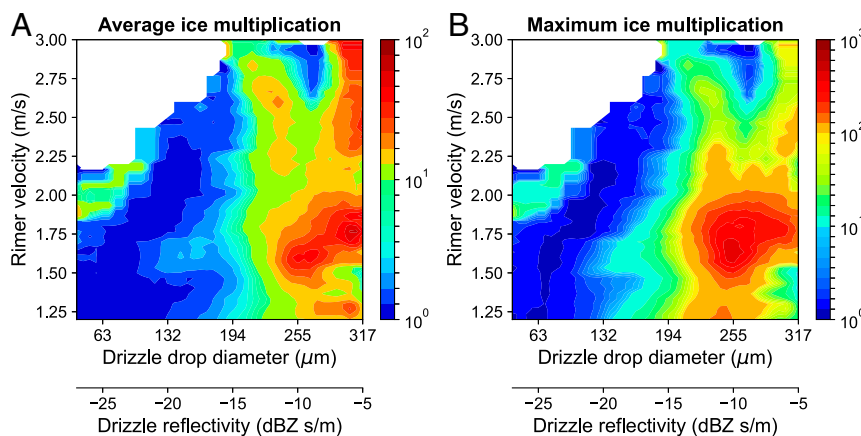 A
Average ice multiplication
Rimer velocity (m/s)
3.00
2.75
2.50
2.25
2.00
1.75
1.50
1.25
63 132 194 255 317
Drizzle drop diameter (μm)
−25 −20 −15 −10 −5
Drizzle reflectivity (dBZ s/m)
10²
10¹
10⁰
B
Maximum ice multiplication
Rimer velocity (m/s)
3.00
2.75
2.50
2.25
2.00
1.75
1.50
1.25
63 132 194 255 317
Drizzle drop diameter (μm)
−25 −20 −15 −10 −5
Drizzle reflectivity (dBZ s/m)
10³
10²
10¹
10⁰